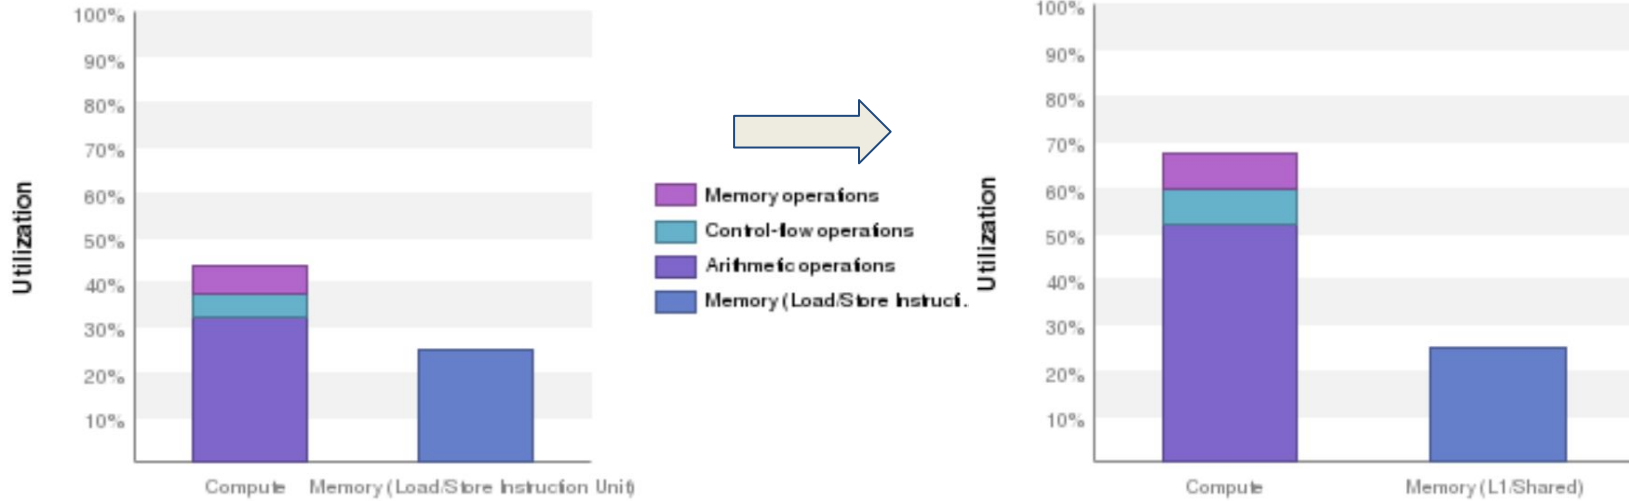 100%
90%
80%
70%
60%
50%
40%
30%
20%
10%
Utilization
Compute
Memory (Load/Store Instruction Unit)
Memory operations
Control-flow operations
Arithmetic operations
Memory (Load/Store Instructi..
100%
90%
80%
70%
60%
50%
40%
30%
20%
10%
Utilization
Compute
Memory (L1/Shared)